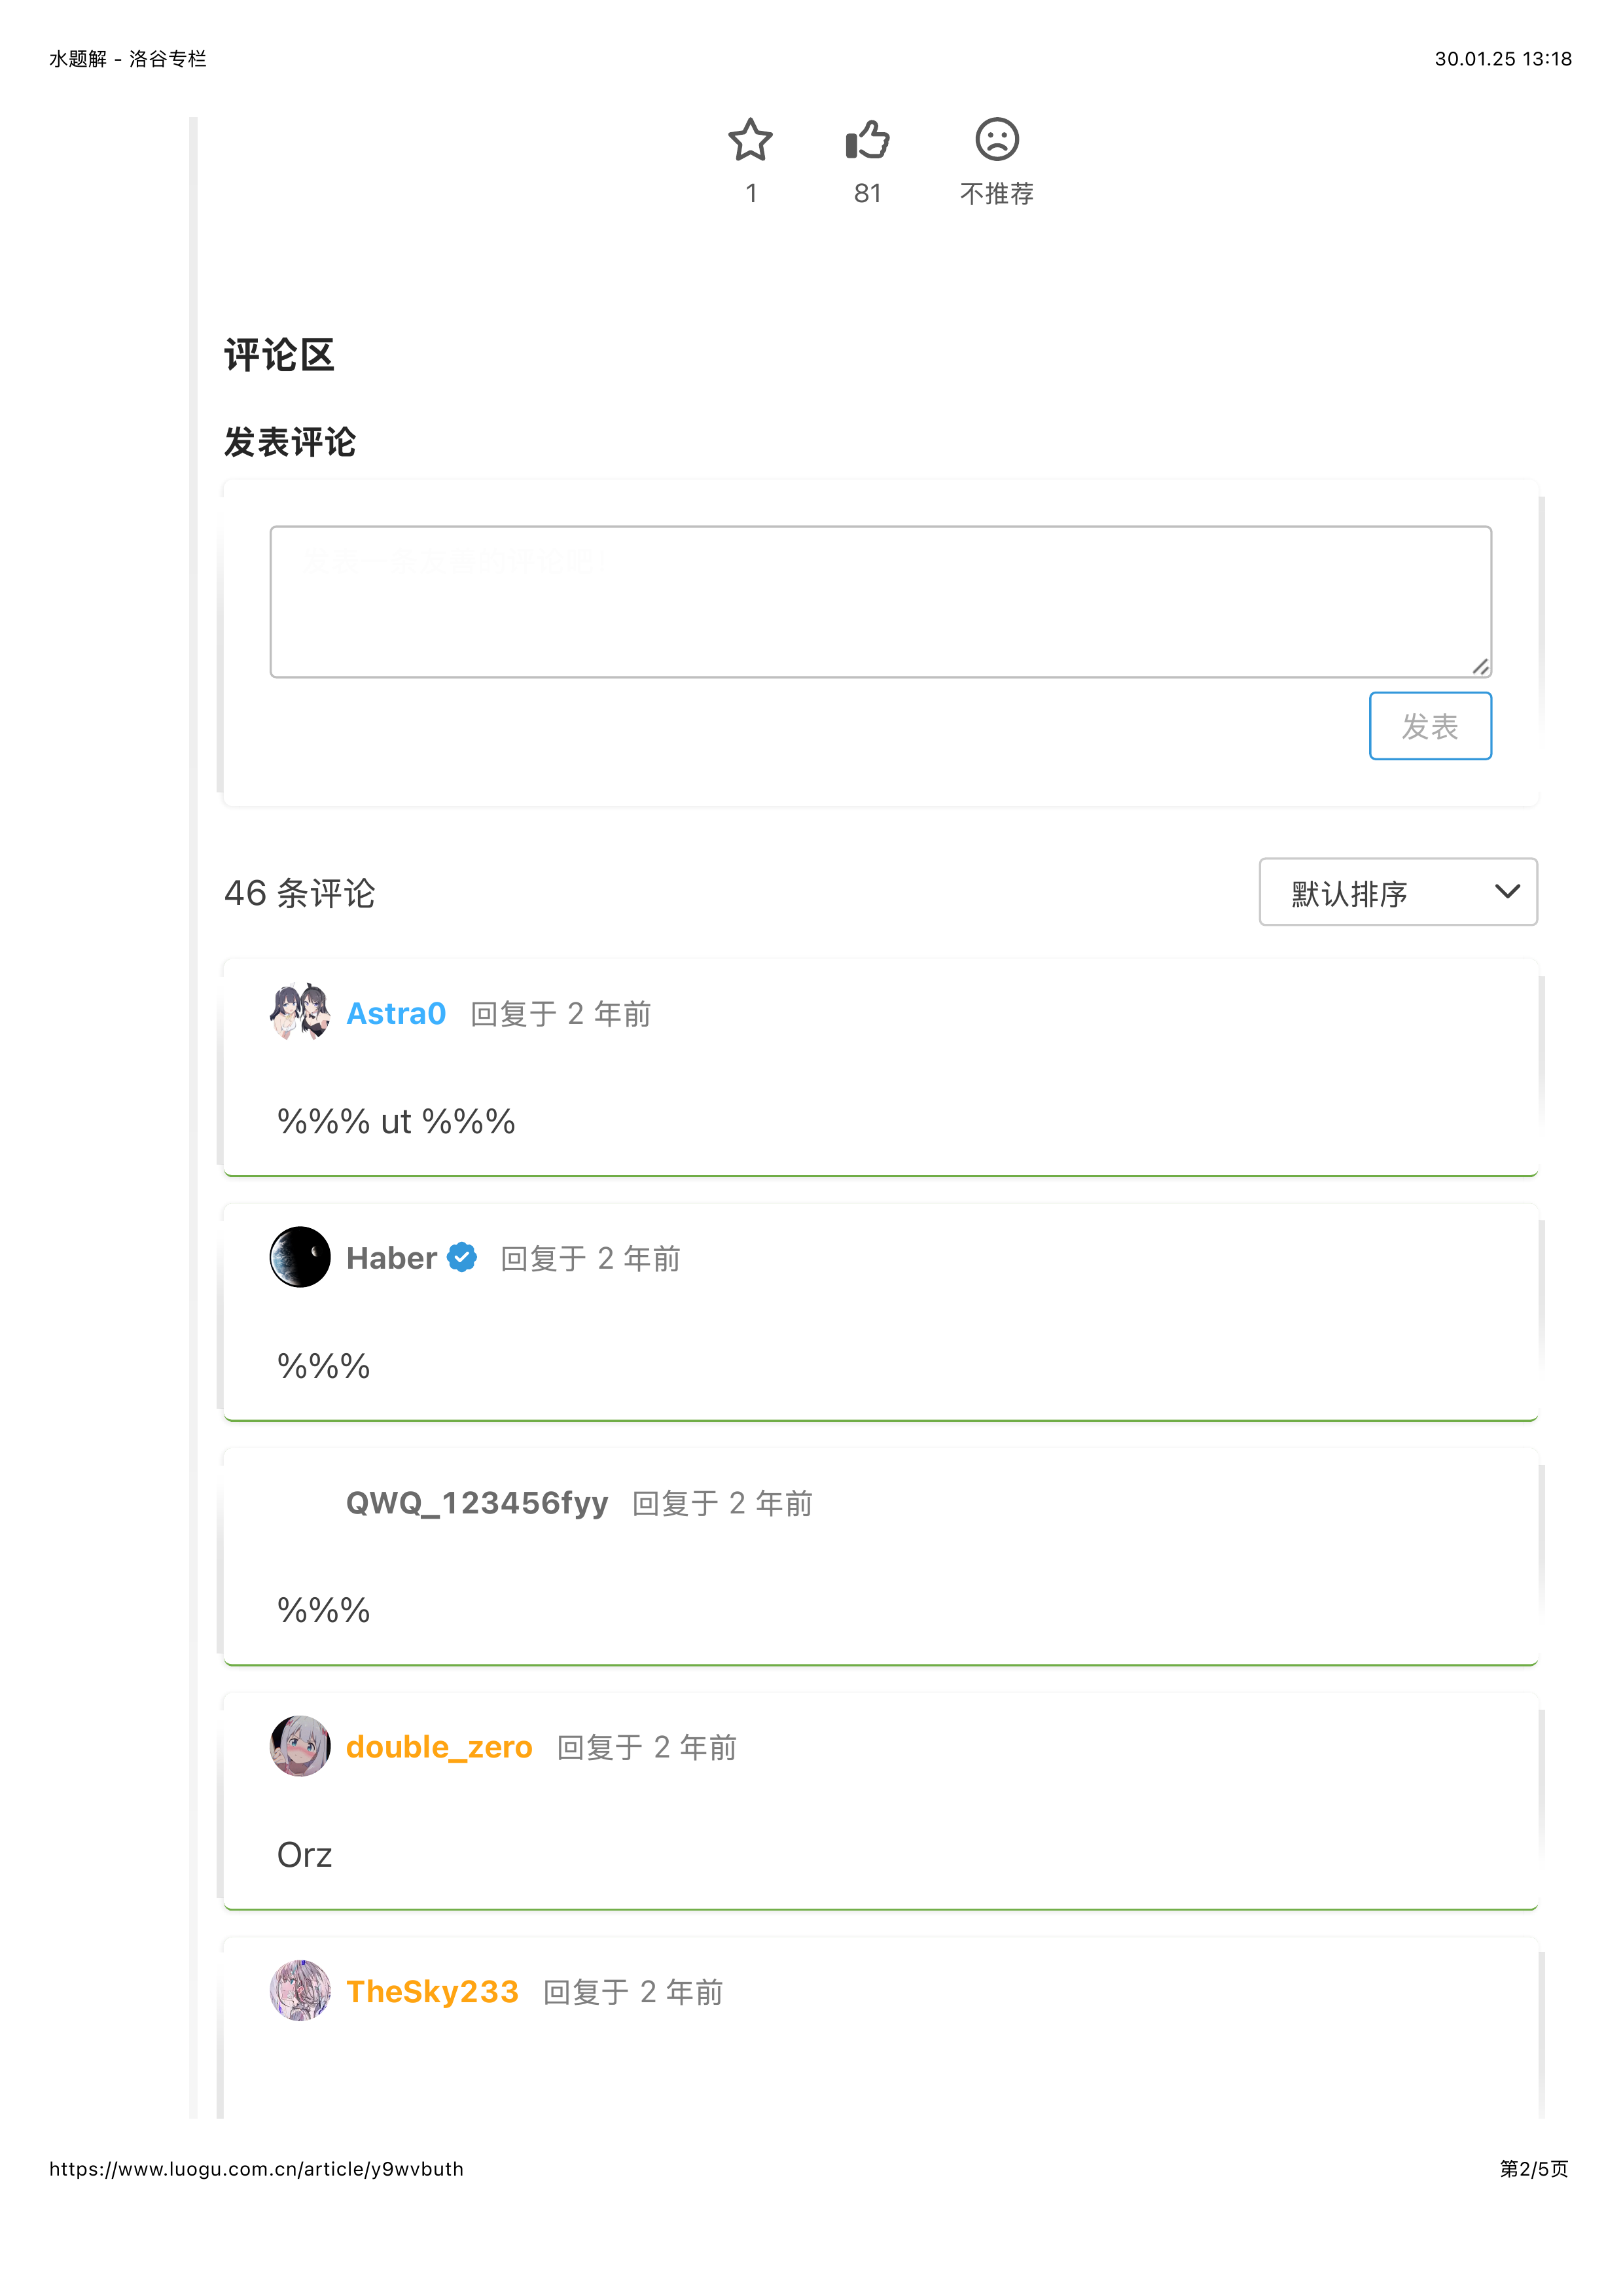 水题解 - 洛谷专栏
30.01.25 13:18
1
81
不推荐
评论区
发表评论
发表
46 条评论
默认排序
Astra0 回复于 2 年前
%%% ut %%%
Haber 回复于 2 年前
%%%
QWQ_123456fyy 回复于 2 年前
%%%
double_zero 回复于 2 年前
Orz
TheSky233 回复于 2 年前
https://www.luogu.com.cn/article/y9wvbuth
第2/5页